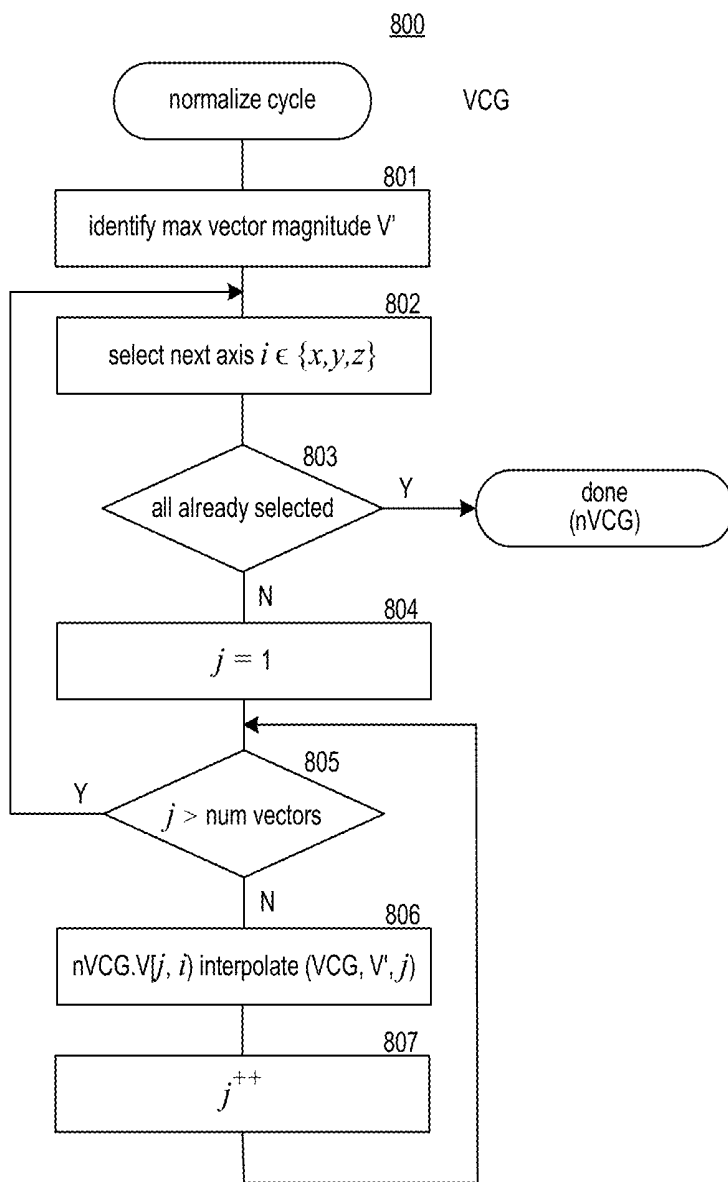 800
normalize cycle
VCG
801
identify max vector magnitude V'
802
select next axis i ϵ {x,y,z}
803
all already selected
Y
done
(nVCG)
N
804
j = 1
805
Y
j > num vectors
N
806
nVCG.V[j, i) interpolate (VCG, V', j)
807
j++